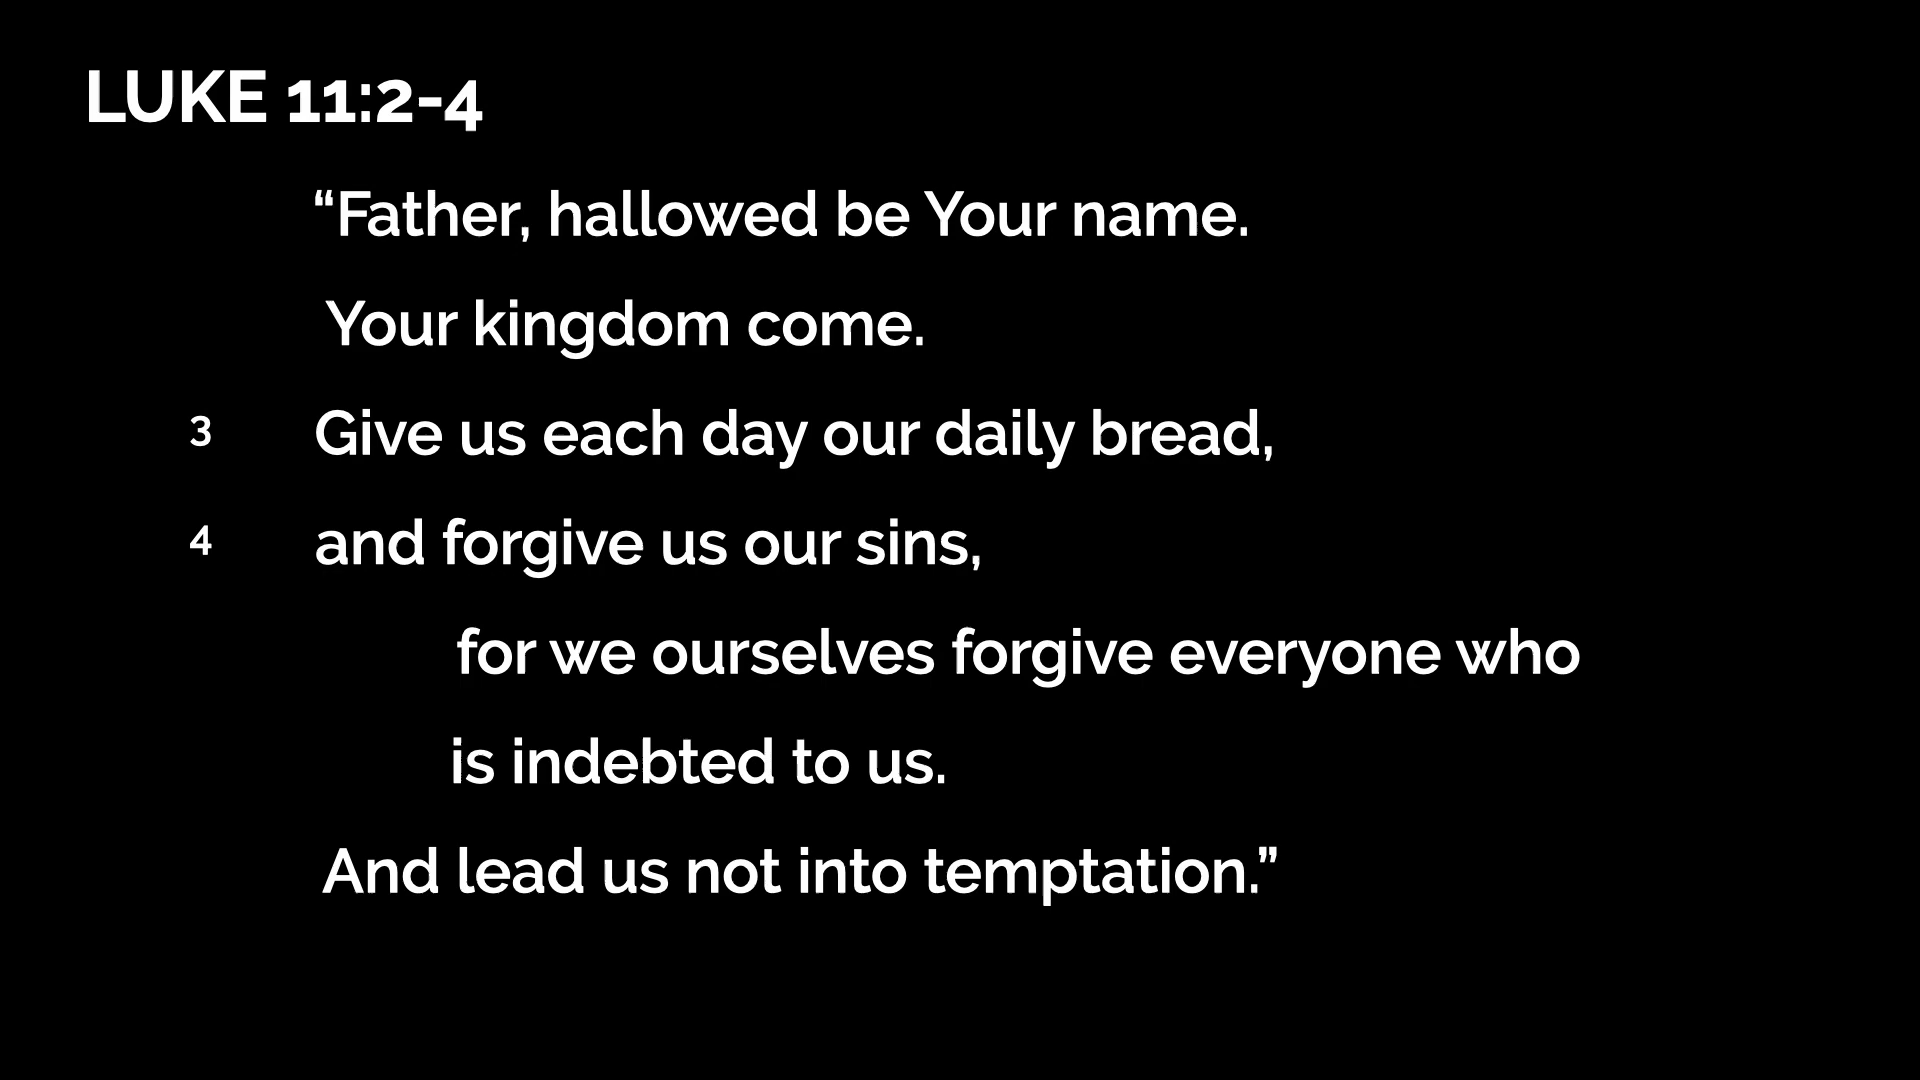 LUKE 11:2-4
“Father, hallowed be Your name.
Your kingdom come.
3 Give us each day our daily bread,
4 and forgive us our sins,
for we ourselves forgive everyone who
is indebted to us.
And lead us not into temptation.”